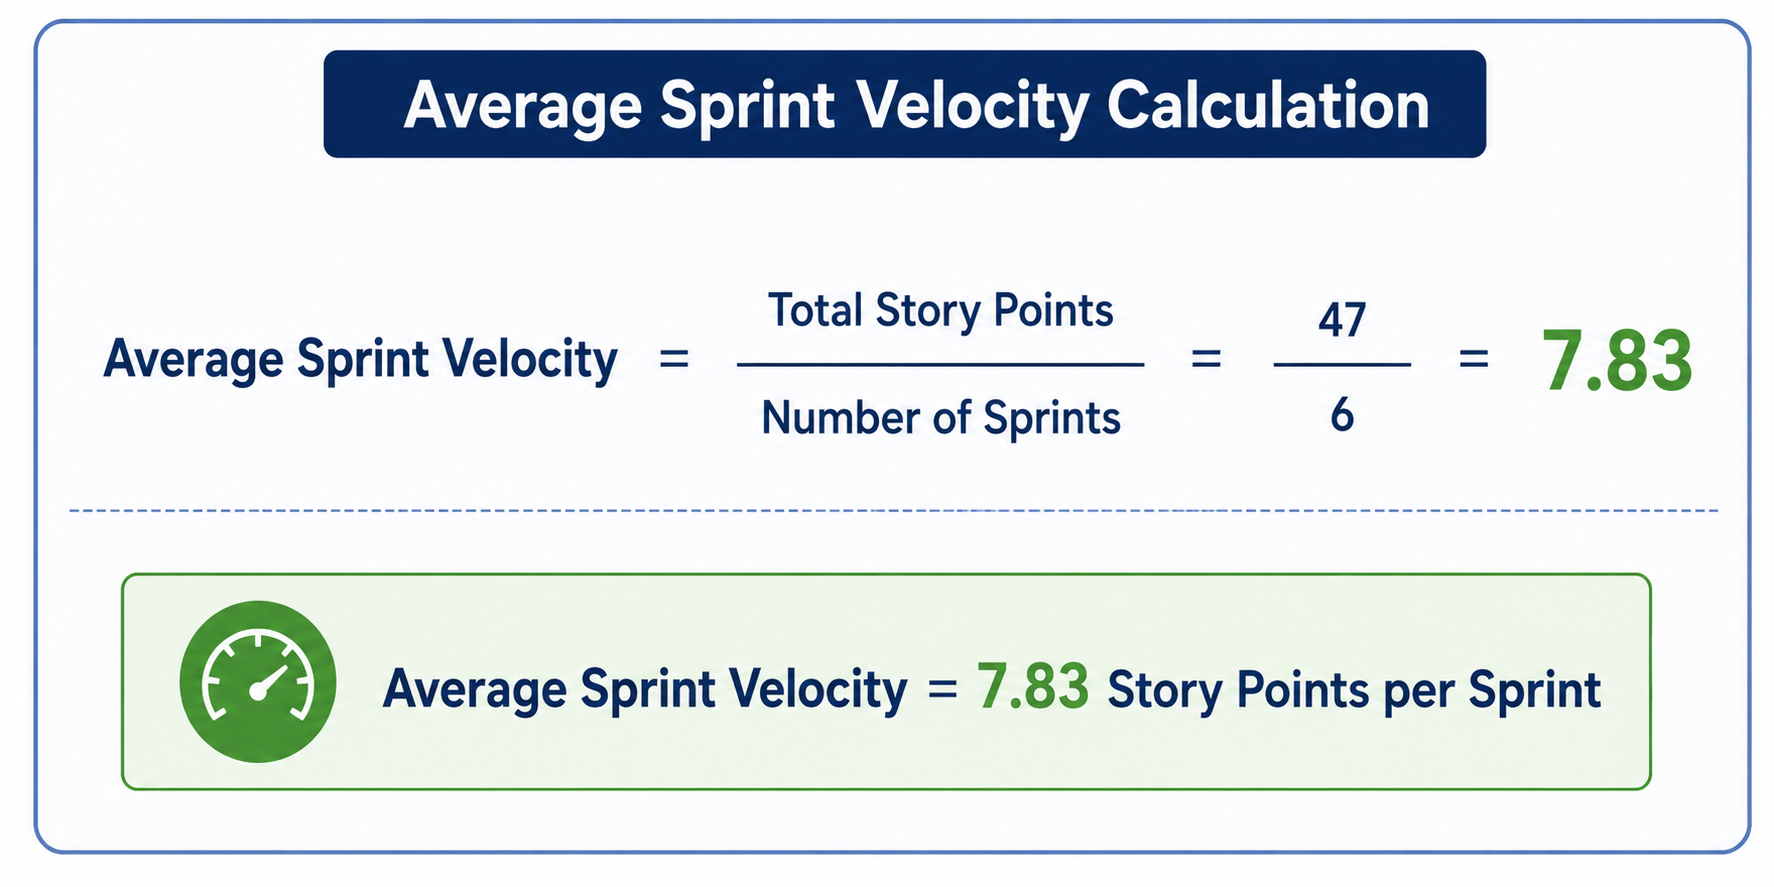 Average Sprint Velocity Calculation
Average Sprint Velocity = Total Story Points / Number of Sprints = 47 / 6 = 7.83
Average Sprint Velocity = 7.83 Story Points per Sprint